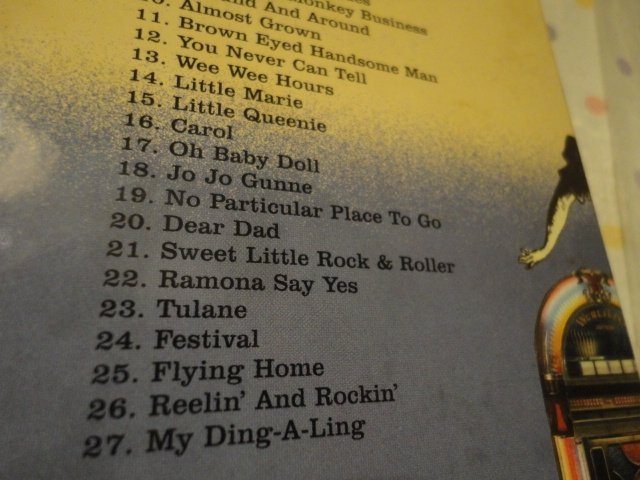 Monkey Business
10. Almost Grown And Around
11. Brown Eyed Handsome Man
12. You Never Can Tell
13. Wee Wee Hours
14. Little Marie
15. Little Queenie
16. Carol
17. Oh Baby Doll
18. Jo Jo Gunne
19. No Particular Place To Go
20. Dear Dad
21. Sweet Little Rock & Roller
22. Ramona Say Yes
23. Tulane
24. Festival
25. Flying Home
26. Reelin' And Rockin'
27. My Ding-A-Ling